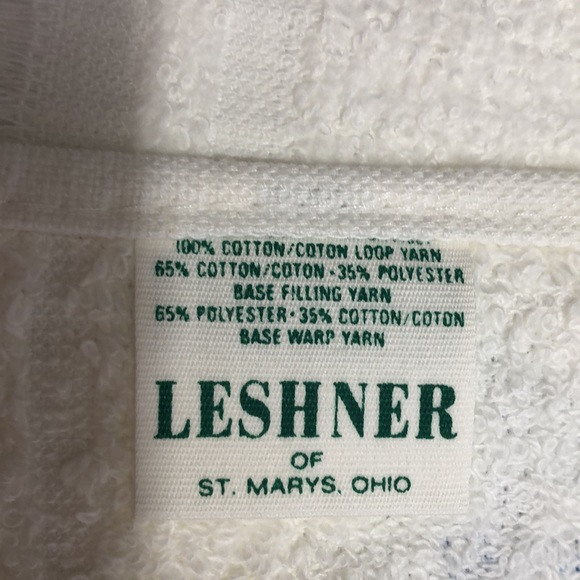 100% COTTON/COTON LOOP YARN
65% COTTON/COTON • 35% POLYESTER
BASE FILLING YARN
65% POLYESTER • 35% COTTON/COTON
BASE WARP YARN
LESHNER
OF
ST. MARYS, OHIO